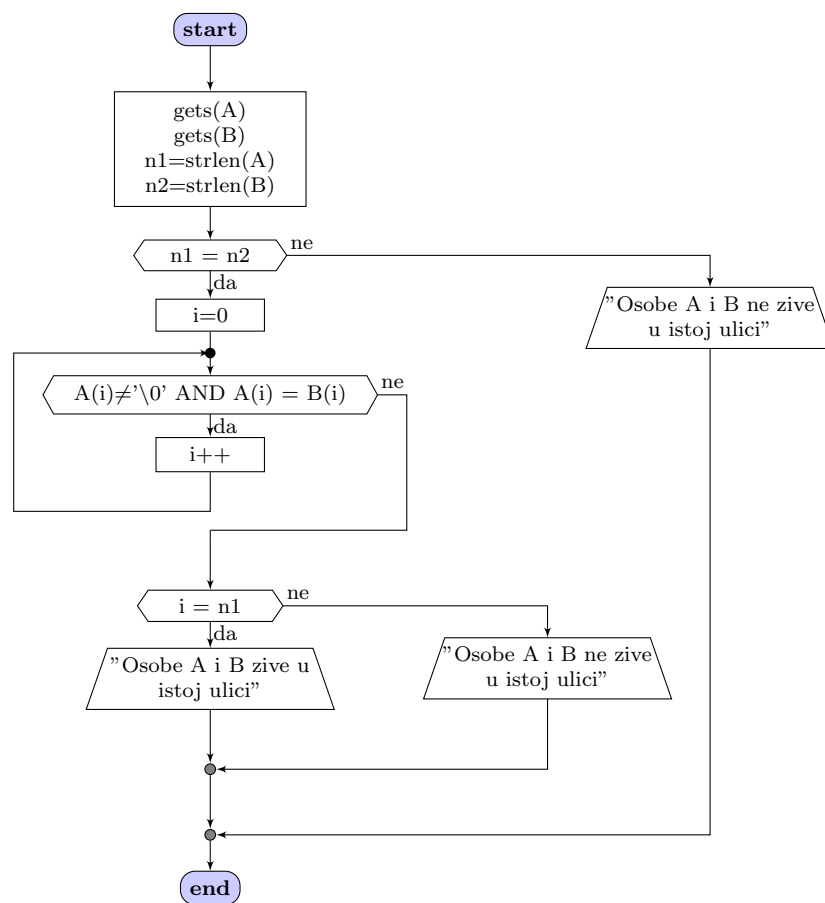 start
gets(A)
gets(B)
n1=strlen(A)
n2=strlen(B)
n1 = n2
ne
da
i=0
"Osobe A i B ne zive
u istoj ulici"
A(i)≠'\0' AND A(i) = B(i)
ne
da
i++
i = n1
ne
da
"Osobe A i B zive u
istoj ulici"
"Osobe A i B ne zive
u istoj ulici"
end